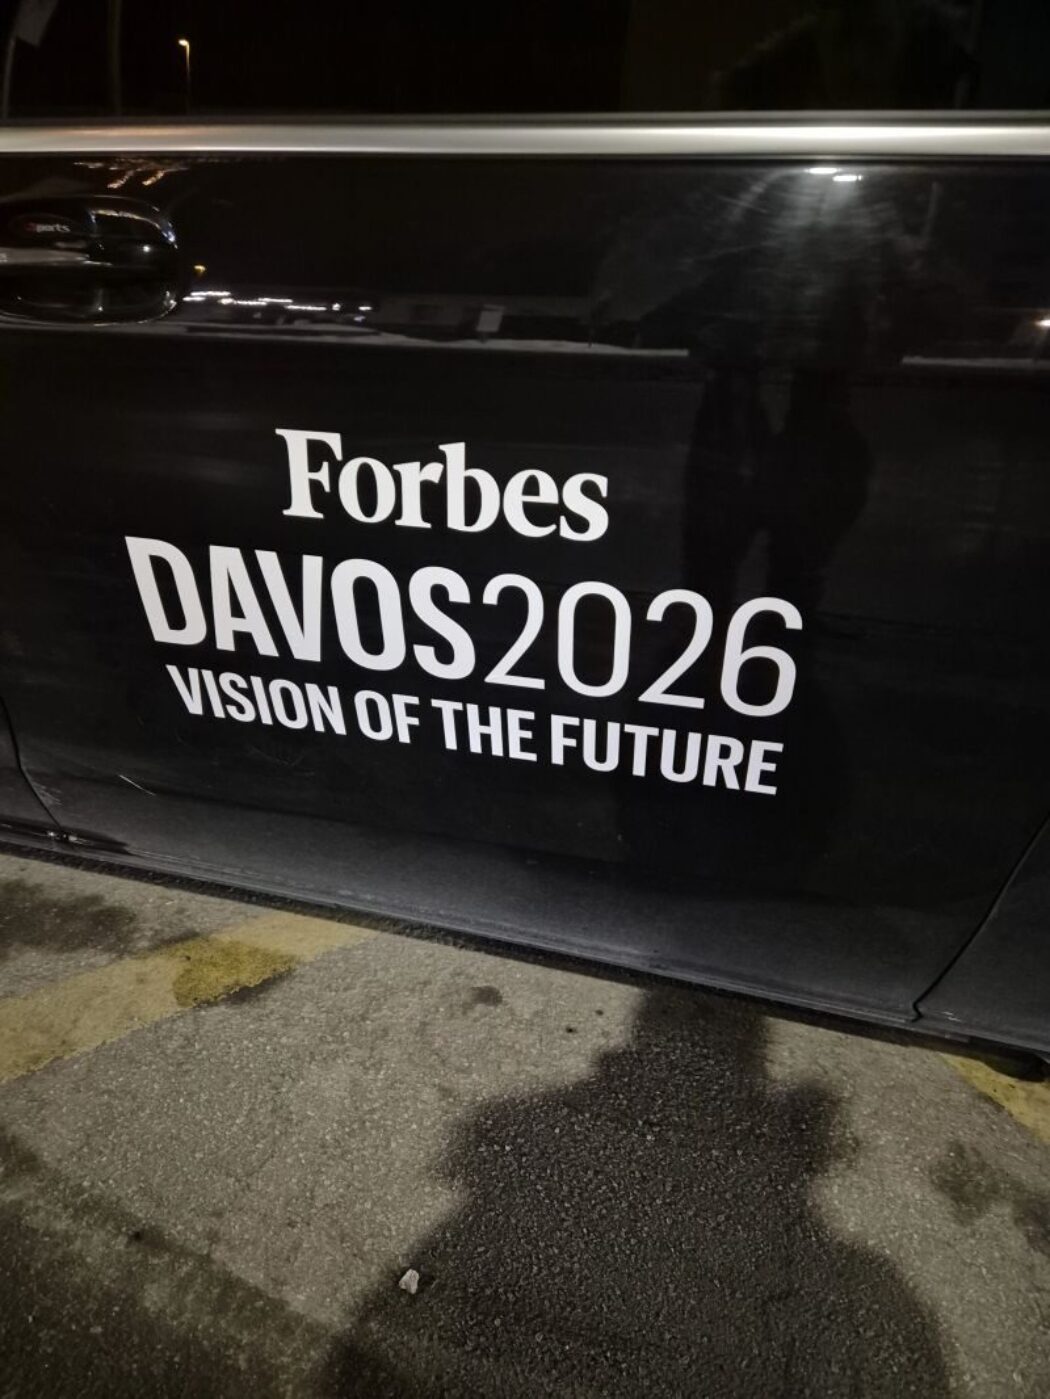 Forbes
DAVOS2026
VISION OF THE FUTURE